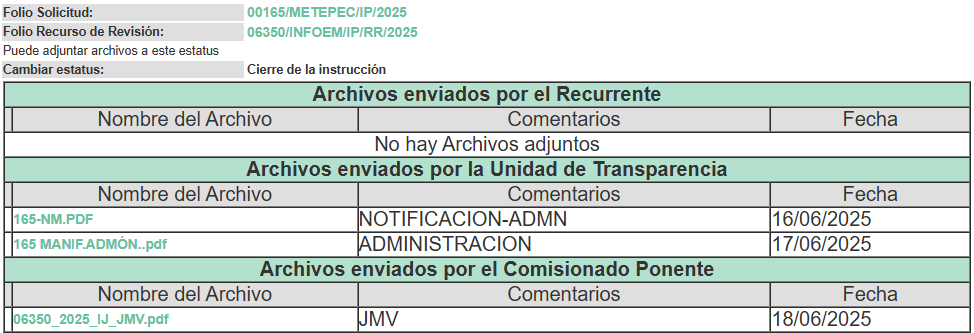 Folio Solicitud: 00165/METEPEC/IP/2025
Folio Recurso de Revisión: 06350/INFOEM/IP/RR/2025
Puede adjuntar archivos a este estatus
Cambiar estatus: Cierre de la instrucción
Archivos enviados por el Recurrente
Nombre del Archivo Comentarios Fecha
No hay Archivos adjuntos
Archivos enviados por la Unidad de Transparencia
Nombre del Archivo Comentarios Fecha
165-NM.PDF NOTIFICACION-ADMN 16/06/2025
165 MANIF.ADMÓN..pdf ADMINISTRACION 17/06/2025
Archivos enviados por el Comisionado Ponente
Nombre del Archivo Comentarios Fecha
06350_2025_IJ_JMV.pdf JMV 18/06/2025